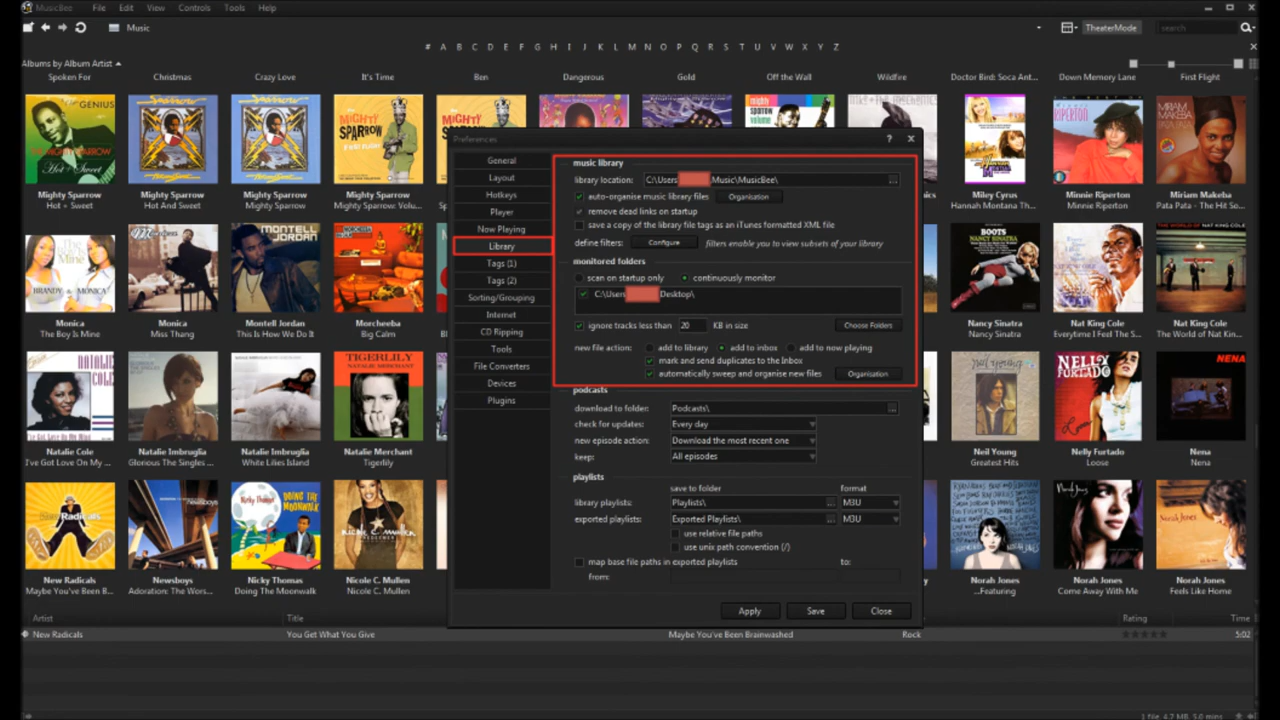 MusicBee File Edit View Controls Tools Help
Music TheaterMode search
# A B C D E F G H I J K L M N O P Q R S T U V W X Y Z
Albums by Album Artist
Spoken For Christmas Crazy Love It's Time Ben Dangerous Gold Off the Wall Wildfire Doctor Bird: Soca Ant... Down Memory Lane First Flight
Mighty Sparrow Mighty Sparrow Mighty Sparrow Mighty Sparrow Miley Cyrus Minnie Riperton Miriam Makeba
Hot + Sweet Hot And Sweet Hot And Sweet Mighty Sparrow: Volu... Hannah Montana Th... Minnie Riperton Pata Pata - The Hit So...
Monica Monica Montell Jordan Morcheeba Nancy Sinatra Nat King Cole Nat King Cole
The Boy Is Mine Miss Thang This Is How We Do It Big Calm Nancy Sinatra Everytime I Feel The S... The World of Nat Kin...
Natalie Cole Natalie Imbruglia Natalie Imbruglia Natalie Merchant Neil Young Nelly Furtado Nena
I've Got Love On My ... Glorious The Singles ... White Lilies Island Tigerlily Greatest Hits Loose Nena
New Radicals Newsboys Nicky Thomas Nicole C. Mullen Norah Jones Norah Jones Norah Jones
Maybe You've Been B... Adoration: The Wors... Doing The Moonwalk Nicole C. Mullen ...Featuring Come Away With Me Feels Like Home
Preferences ?
General
Layout
Hotkeys
Player
Now Playing
Library
Tags (1)
Tags (2)
Sorting/Grouping
Internet
CD Ripping
Tools
File Converters
Devices
Plugins
music library
library location: C:\Users Music\MusicBee\ ...
auto-organise music library files Organisation
remove dead links on startup
save a copy of the library file tags as an iTunes formatted XML file
define filters: Configure filters enable you to view subsets of your library
monitored folders
scan on startup only continuously monitor
C:\Users Desktop\
ignore tracks less than 20 KB in size Choose Folders
new file action: add to library add to inbox add to now playing
mark and send duplicates to the Inbox
automatically sweep and organise new files Organisation
podcasts
download to folder: Podcasts\ ...
check for updates: Every day
new episode action: Download the most recent one
keep: All episodes
playlists
save to folder format
library playlists: Playlists\ ... M3U
exported playlists: Exported Playlists\ ... M3U
use relative file paths
use unix path convention (/)
map base file paths in exported playlists to:
from:
Apply Save Close
Artist Title Rating Time
New Radicals You Get What You Give Maybe You've Been Brainwashed Rock 5:02
1 file, 4.7 MB, 5.0 mins